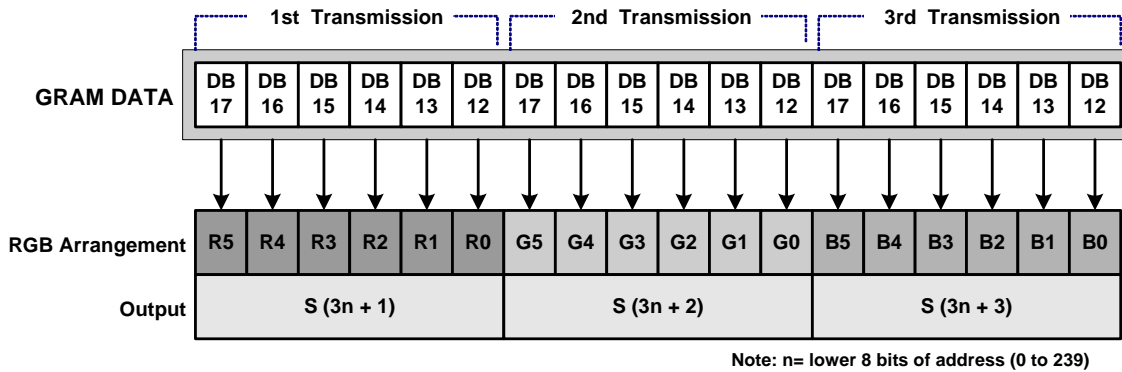 1st Transmission 2nd Transmission 3rd Transmission
GRAM DATA DB 17 DB 16 DB 15 DB 14 DB 13 DB 12 DB 17 DB 16 DB 15 DB 14 DB 13 DB 12 DB 17 DB 16 DB 15 DB 14 DB 13 DB 12
RGB Arrangement R5 R4 R3 R2 R1 R0 G5 G4 G3 G2 G1 G0 B5 B4 B3 B2 B1 B0
Output S (3n + 1) S (3n + 2) S (3n + 3)
Note: n= lower 8 bits of address (0 to 239)